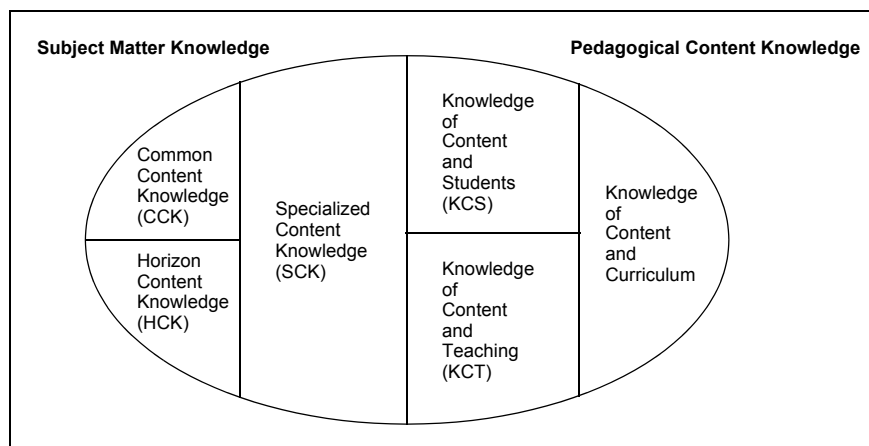 Subject Matter Knowledge
Pedagogical Content Knowledge
Common
Content
Knowledge
(CCK)
Horizon
Content
Knowledge
(HCK)
Specialized
Content
Knowledge
(SCK)
Knowledge
of
Content
and
Students
(KCS)
Knowledge
of
Content
and
Teaching
(KCT)
Knowledge
of
Content
and
Curriculum